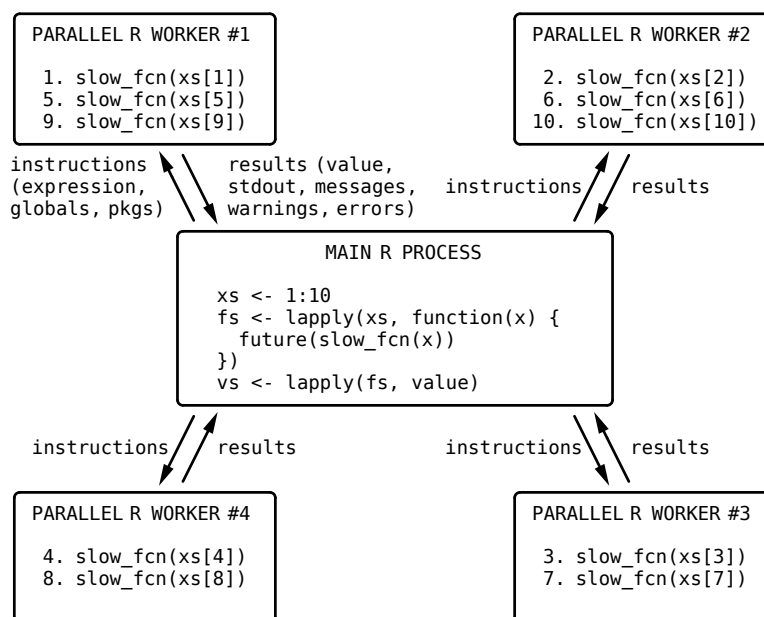 PARALLEL R WORKER #1
1. slow_fcn(xs[1])
5. slow_fcn(xs[5])
9. slow_fcn(xs[9])
PARALLEL R WORKER #2
2. slow_fcn(xs[2])
6. slow_fcn(xs[6])
10. slow_fcn(xs[10])
instructions
(expression,
globals, pkgs)
results (value,
stdout, messages,
warnings, errors)
instructions
results
MAIN R PROCESS
xs <- 1:10
fs <- lapply(xs, function(x) {
  future(slow_fcn(x))
})
vs <- lapply(fs, value)
instructions
results
instructions
results
PARALLEL R WORKER #4
4. slow_fcn(xs[4])
8. slow_fcn(xs[8])
PARALLEL R WORKER #3
3. slow_fcn(xs[3])
7. slow_fcn(xs[7])